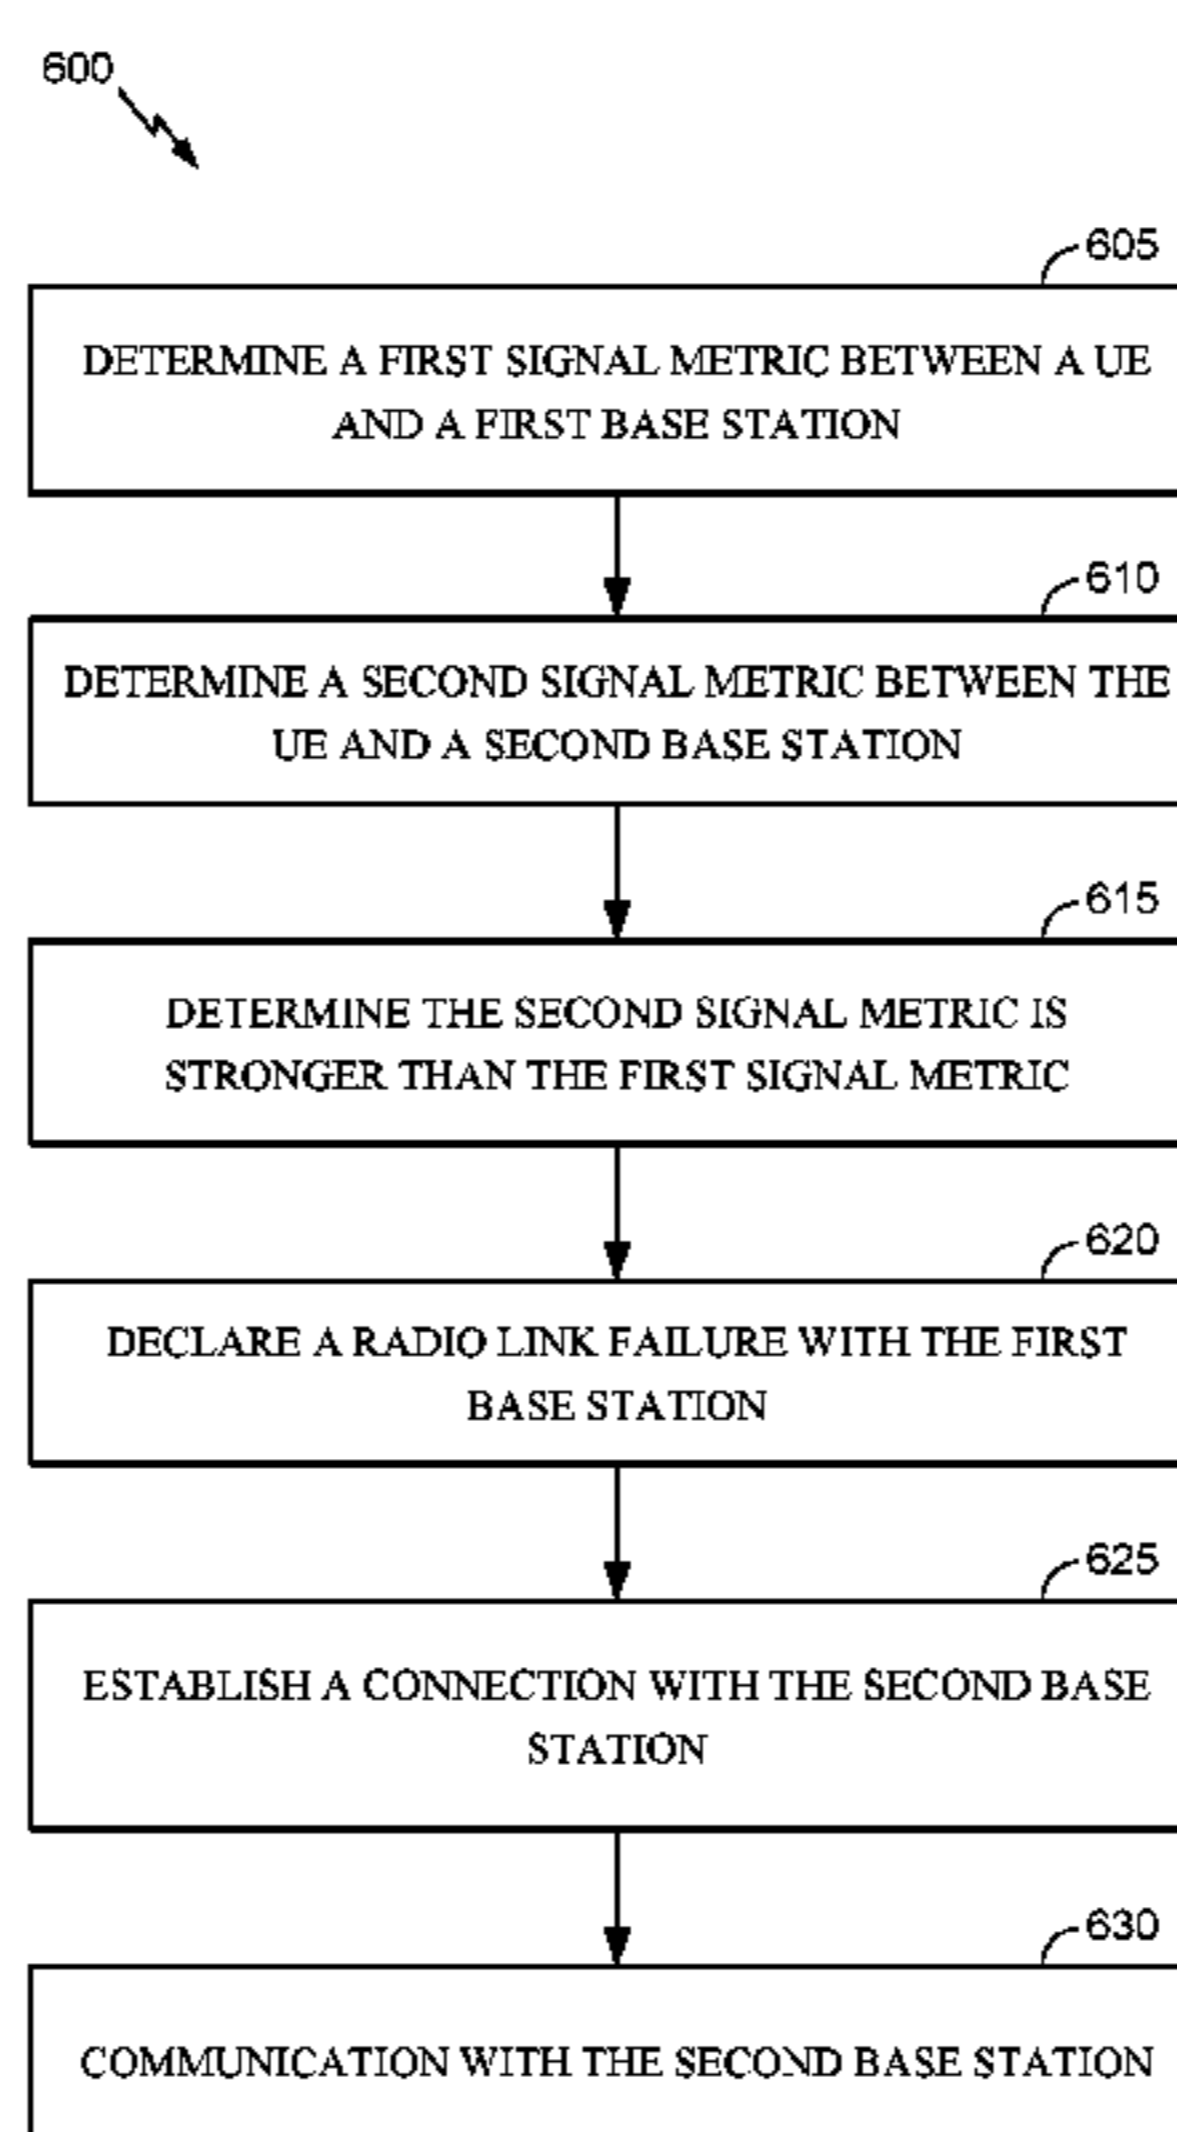 600
605
DETERMINE A FIRST SIGNAL METRIC BETWEEN A UE
AND A FIRST BASE STATION
610
DETERMINE A SECOND SIGNAL METRIC BETWEEN THE
UE AND A SECOND BASE STATION
615
DETERMINE THE SECOND SIGNAL METRIC IS
STRONGER THAN THE FIRST SIGNAL METRIC
620
DECLARE A RADIO LINK FAILURE WITH THE FIRST
BASE STATION
625
ESTABLISH A CONNECTION WITH THE SECOND BASE
STATION
630
COMMUNICATION WITH THE SECOND BASE STATION